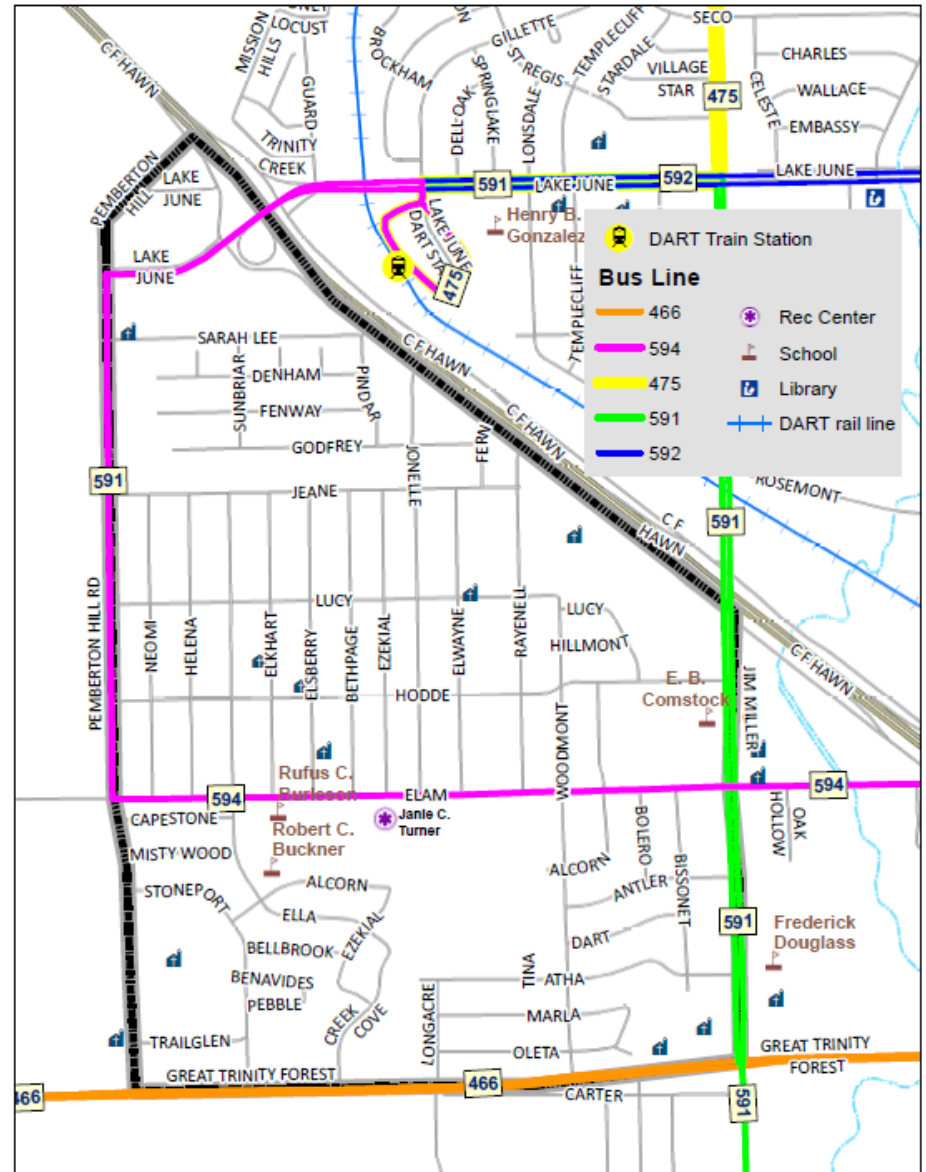 LOCUST
MISSION
HILLS
GUARD
TRINITY
CREEK
C F HAWN
BROCKHAM
GILLETTE
ST. REGIS
DELL OAK
SPRINGLAKE
LONSDALE
TEMPLECLIFF
STARDALE
VILLAGE
STAR
SECO
475
CELESTE
CHARLES
WALLACE
EMBASSY
PEMBERTON
HILL
LAKE
JUNE
591
LAKE JUNE
592
LAKE JUNE
LAKE
JUNE
LAKE JUNE
DART STA
475
Henry B.
Gonzalez
TEMPLECLIFF
DART Train Station
Bus Line
466
594
475
591
592
Rec Center
School
Library
DART rail line
SARAH LEE
DENHAM
SUNBRIAR
FENWAY
PINDAR
GODFREY
JONELLE
FERN
JEANE
C F HAWN
C F HAWN
C F
HAWN
C F HAWN
ROSEMONT
591
591
PEMBERTON HILL RD
NEOMI
HELENA
LUCY
ELKHART
ELSBERRY
BETHPAGE
EZEKIAL
ELWAYNE
RAYENELL
LUCY
HILLMONT
HODDE
WOODMONT
E. B.
Comstock
JIM MILLER
594
Rufus C.
Burleson
ELAM
Janie C.
Turner
594
CAPESTONE
Robert C.
Buckner
MISTY WOOD
STONEPORT
ALCORN
ELLA
EZEKIAL
BELLBROOK
BENAVIDES
PEBBLE
CREEK
COVE
TRAILGLEN
BOLERO
BISSONET
HOLLOW
OAK
ALCORN
ANTLER
591
Frederick
Douglass
DART
TINA
ATHA
LONGACRE
MARLA
OLETA
GREAT TRINITY FOREST
GREAT TRINITY
FOREST
466
466
CARTER
591